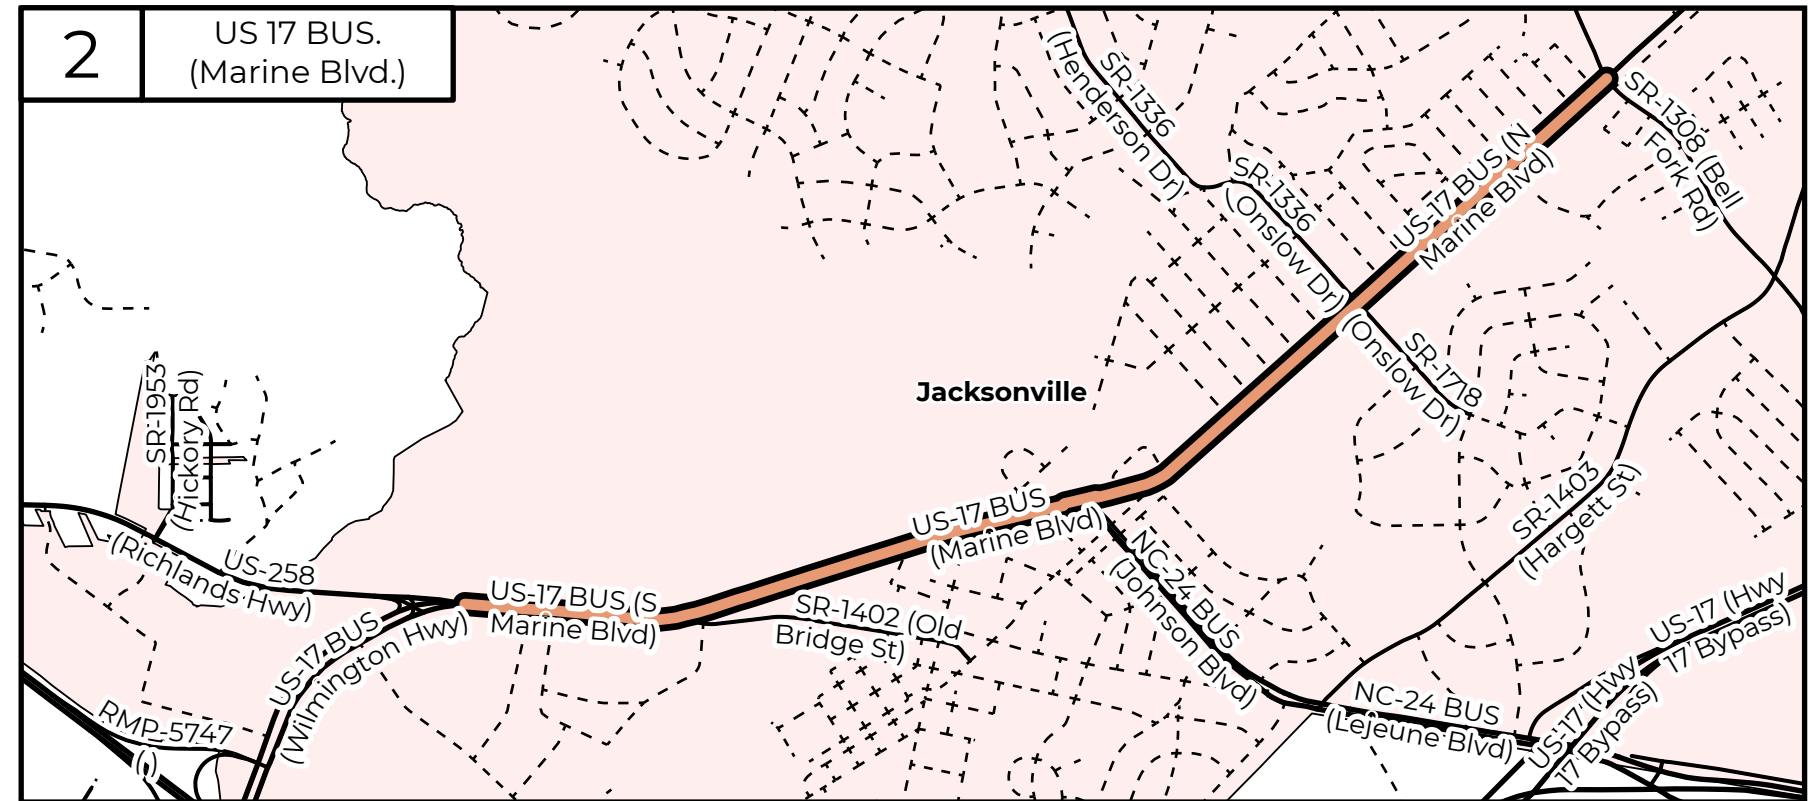 2
US 17 BUS.
(Marine Blvd.)
SR-1336
(Henderson Dr)
SR-1308 (Bell
Fork Rd)
US-17 BUS (N
Marine Blvd)
SR-1336
(Onslow Dr)
SR-1718
(Onslow Dr)
Jacksonville
SR-1953
(Hickory Rd)
US-17 BUS
(Marine Blvd)
SR-1403
(Hargett St)
US-258
(Richlands Hwy)
NC-24 BUS
(Johnson Blvd)
US-17 BUS (S
Marine Blvd)
SR-1402 (Old
Bridge St)
US-17 (Hwy
17 Bypass)
US-17 BUS
(Wilmington Hwy)
RMP-5747
()
NC-24 BUS
(Lejeune Blvd)
US-17 (Hwy
17 Bypass)